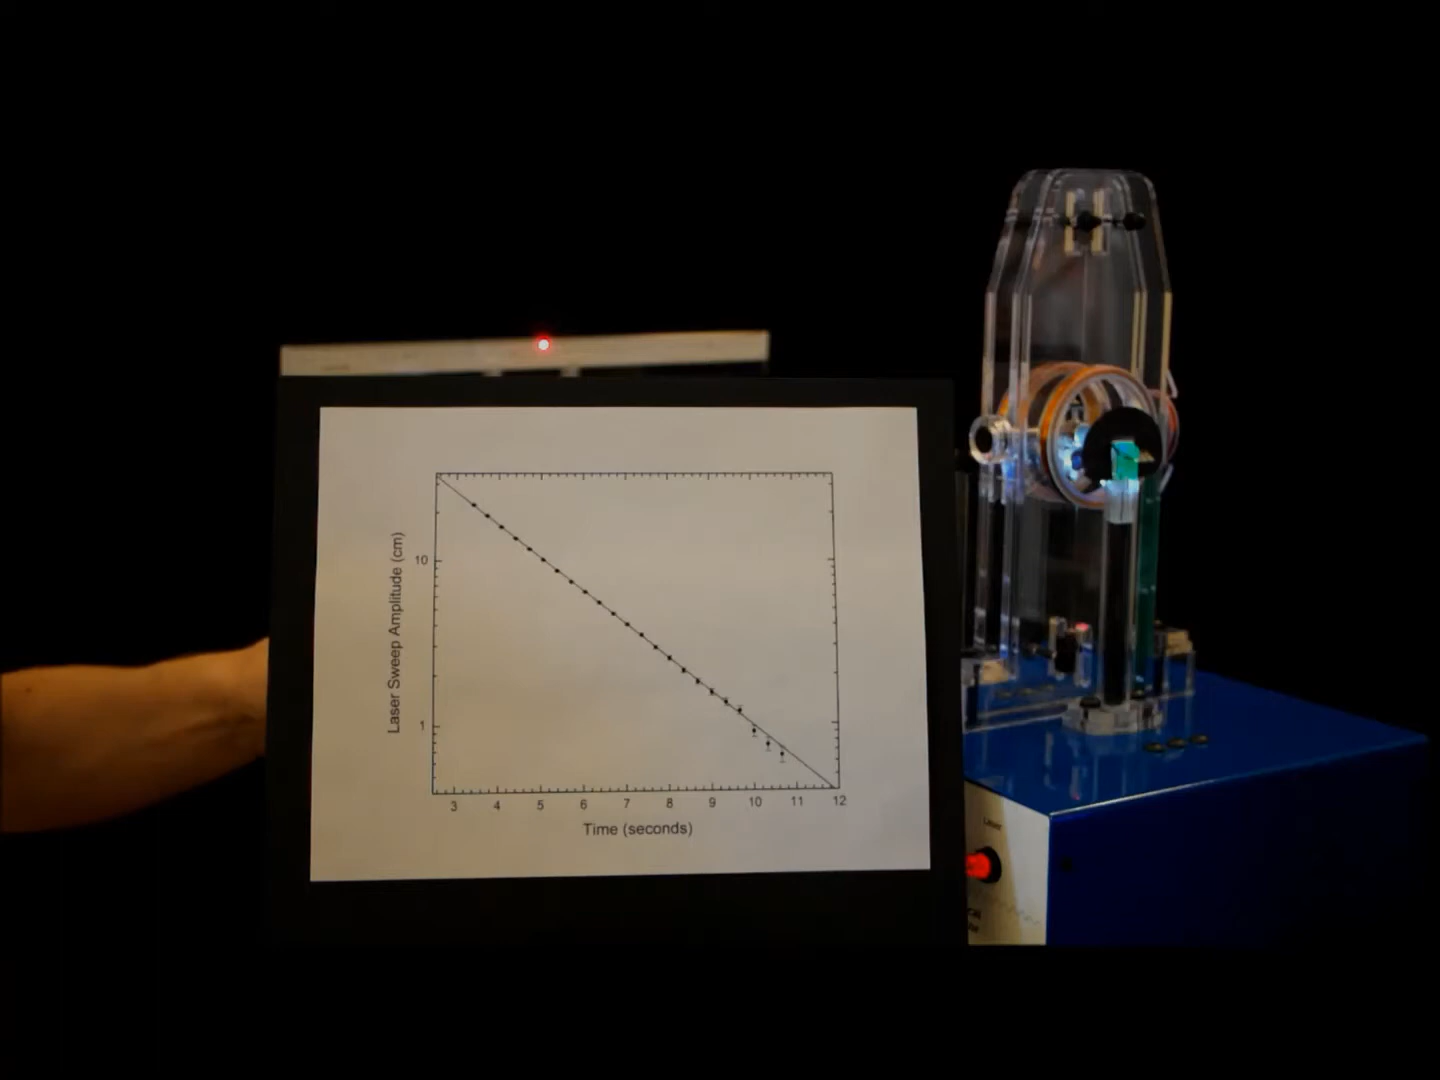 Laser Sweep Amplitude (cm)
10
1
3 4 5 6 7 8 9 10 11 12
Time (seconds)
Laser